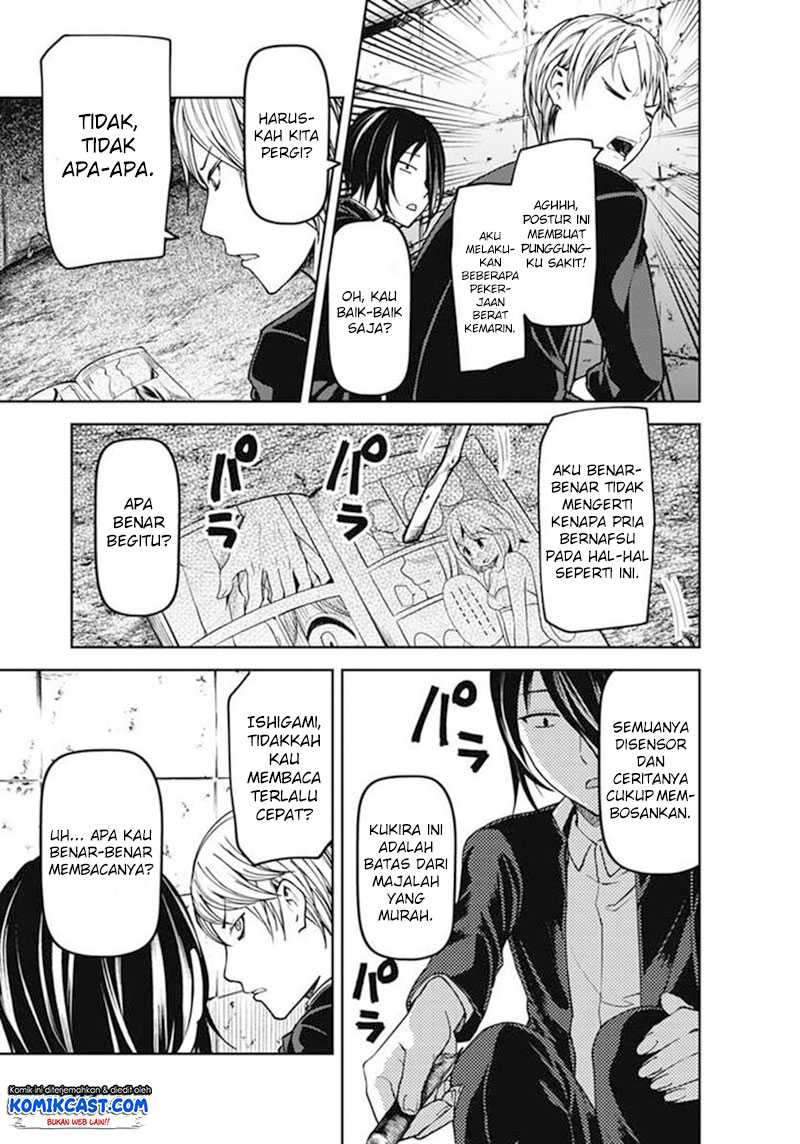 AGHHH,
POSTUR INI
MEMBUAT
PUNGGUNG-
KU SAKIT!
AKU
MELAKU-
KAN
BEBERAPA
PEKER-
JAAN
BERAT
KEMARIN.
OH, KAU
BAIK-BAIK
SAJA?
HARUS-
KAH KITA
PERGI?
TIDAK,
TIDAK
APA-APA.
AKU BENAR-
BENAR TIDAK
MENGERTI
KENAPA PRIA
BERNAFSU
PADA HAL-HAL
SEPERTI INI.
パラ
パラ
APA
BENAR
BEGITU?
SEMUANYA
DISENSOR
DAN
CERITANYA
CUKUP MEM-
BOSANKAN.
パラ
KUKIRA INI
ADALAH
BATAS DARI
MAJALAH
YANG
MURAH.
パラ
ISHIGAMI,
TIDAKKAH
KAU
MEMBACA
TERLALU
CEPAT?
UH... APA KAU
BENAR-BENAR
MEMBACANYA?
Komik ini diterjemahkan & diedit oleh
KOMIKCAST.COM
BUKAN WEB LAIN!!